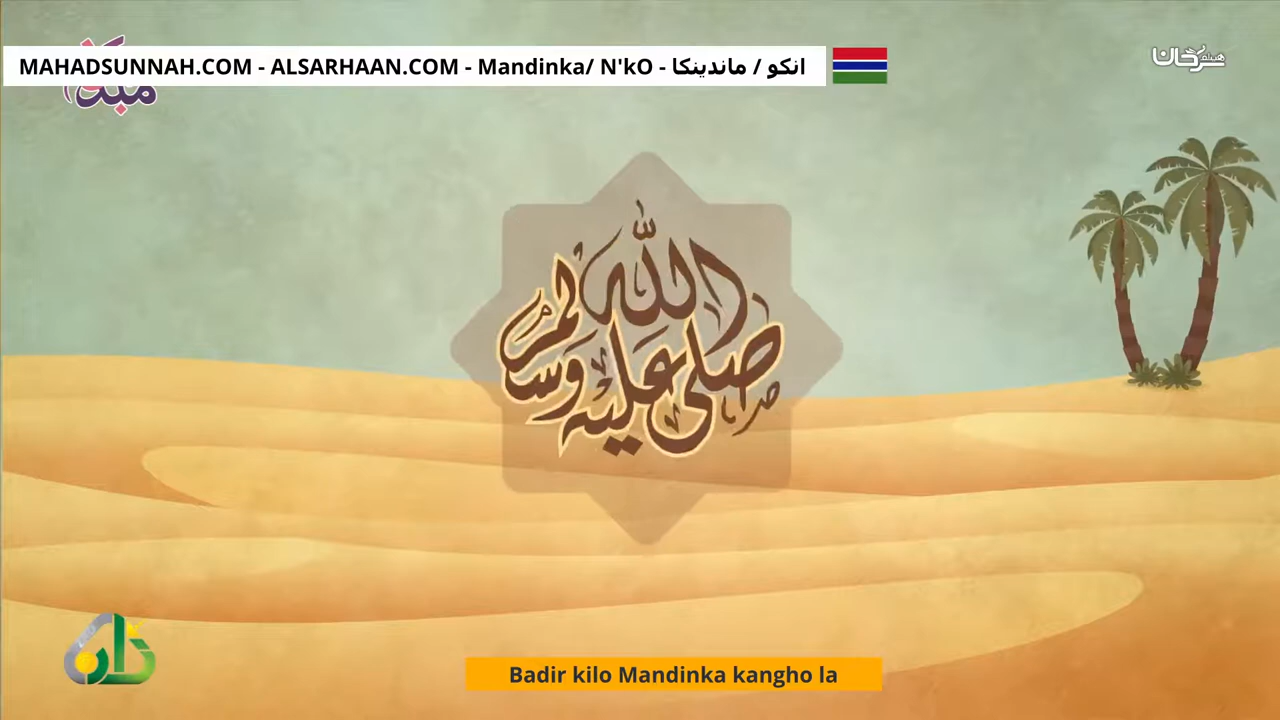 MAHADSUNNAH.COM - ALSARHAAN.COM - Mandinka/ N'kO - انكو / ماندينكا
صلى الله عليه وسلم
Badir kilo Mandinka kangho la